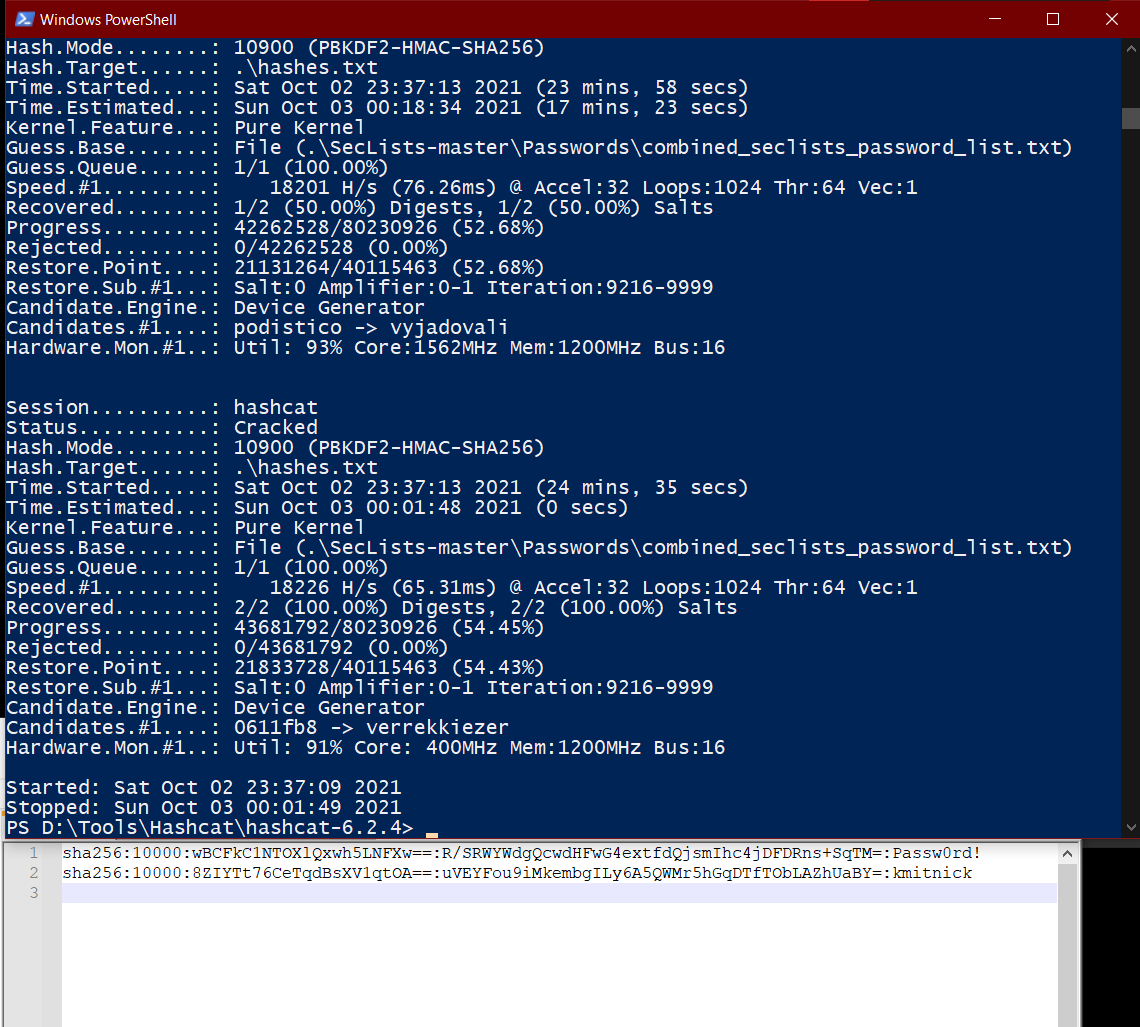 Windows PowerShell
Hash.Mode........: 10900 (PBKDF2-HMAC-SHA256)
Hash.Target......: .\hashes.txt
Time.Started.....: Sat Oct 02 23:37:13 2021 (23 mins, 58 secs)
Time.Estimated...: Sun Oct 03 00:18:34 2021 (17 mins, 23 secs)
Kernel.Feature...: Pure Kernel
Guess.Base.......: File (.\SecLists-master\Passwords\combined_seclists_password_list.txt)
Guess.Queue......: 1/1 (100.00%)
Speed.#1.........:    18201 H/s (76.26ms) @ Accel:32 Loops:1024 Thr:64 Vec:1
Recovered........: 1/2 (50.00%) Digests, 1/2 (50.00%) Salts
Progress.........: 42262528/80230926 (52.68%)
Rejected.........: 0/42262528 (0.00%)
Restore.Point....: 21131264/40115463 (52.68%)
Restore.Sub.#1...: Salt:0 Amplifier:0-1 Iteration:9216-9999
Candidate.Engine.: Device Generator
Candidates.#1....: podistico -> vyjadovali
Hardware.Mon.#1..: Util: 93% Core:1562MHz Mem:1200MHz Bus:16
Session..........: hashcat
Status...........: Cracked
Hash.Mode........: 10900 (PBKDF2-HMAC-SHA256)
Hash.Target......: .\hashes.txt
Time.Started.....: Sat Oct 02 23:37:13 2021 (24 mins, 35 secs)
Time.Estimated...: Sun Oct 03 00:01:48 2021 (0 secs)
Kernel.Feature...: Pure Kernel
Guess.Base.......: File (.\SecLists-master\Passwords\combined_seclists_password_list.txt)
Guess.Queue......: 1/1 (100.00%)
Speed.#1.........:    18226 H/s (65.31ms) @ Accel:32 Loops:1024 Thr:64 Vec:1
Recovered........: 2/2 (100.00%) Digests, 2/2 (100.00%) Salts
Progress.........: 43681792/80230926 (54.45%)
Rejected.........: 0/43681792 (0.00%)
Restore.Point....: 21833728/40115463 (54.43%)
Restore.Sub.#1...: Salt:0 Amplifier:0-1 Iteration:9216-9999
Candidate.Engine.: Device Generator
Candidates.#1....: 0611fb8 -> verrekkiezer
Hardware.Mon.#1..: Util: 91% Core: 400MHz Mem:1200MHz Bus:16
Started: Sat Oct 02 23:37:09 2021
Stopped: Sun Oct 03 00:01:49 2021
PS D:\Tools\Hashcat\hashcat-6.2.4>
1 sha256:10000:wBCFkC1NTOXlQxwh5LNFXw==:R/SRWYWdgQcwdHFwG4extfdQjsmIhc4jDFDRns+SqTM=:Passw0rd!
2 sha256:10000:8ZIYTt76CeTqdBsXV1qtOA==:uVEYFou9iMkembgILy6A5QWMr5hGqDTfTObLAZhUaBY=:kmitnick
3